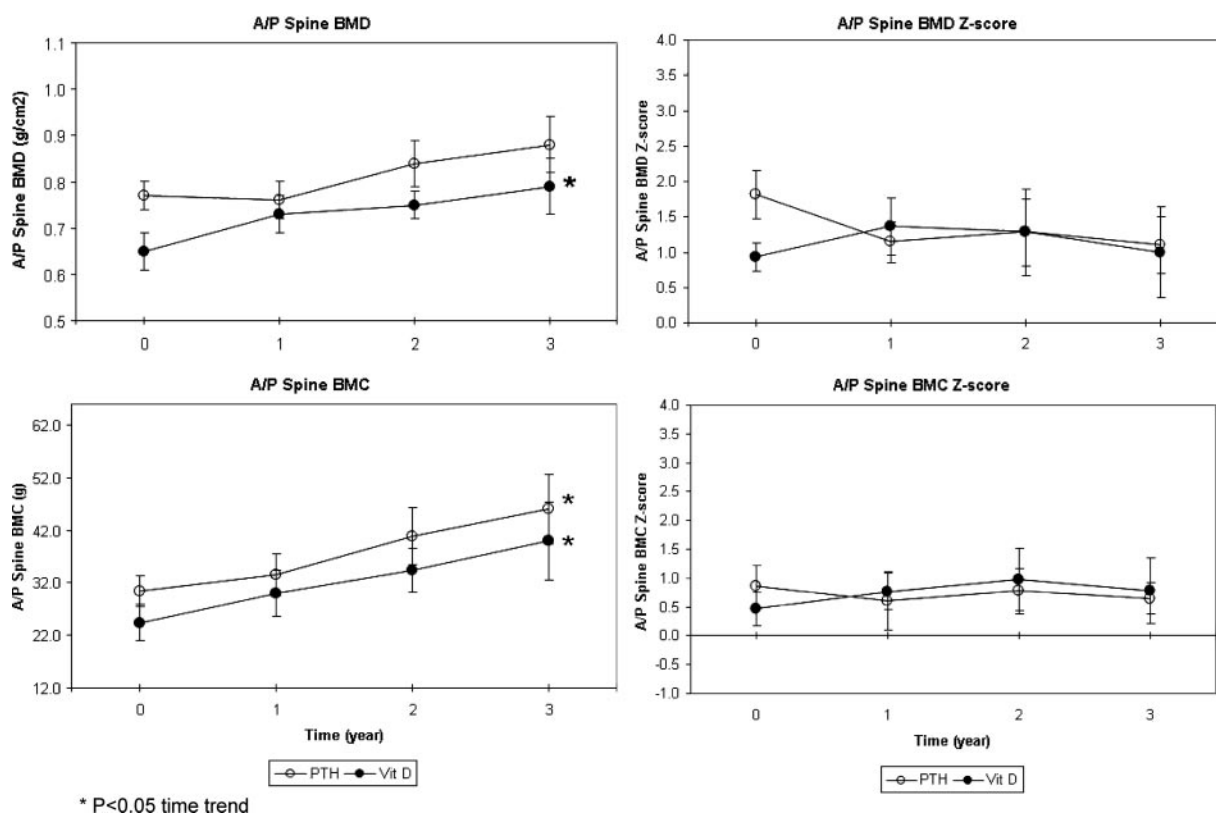 A/P Spine BMD
1.1
1.0
0.9
0.8
0.7
0.6
0.5
A/P Spine BMD (g/cm2)
*
0 1 2 3
A/P Spine BMD Z-score
4.0
3.5
3.0
2.5
2.0
1.5
1.0
0.5
0.0
A/P Spine BMD Z-score
0 1 2 3
A/P Spine BMC
62.0
52.0
42.0
32.0
22.0
12.0
A/P Spine BMC (g)
*
*
0 1 2 3
Time (year)
PTH Vit D
A/P Spine BMC Z-score
4.0
3.5
3.0
2.5
2.0
1.5
1.0
0.5
0.0
-0.5
-1.0
A/P Spine BMC Z-score
0 1 2 3
Time (year)
PTH Vit D
* P<0.05 time trend